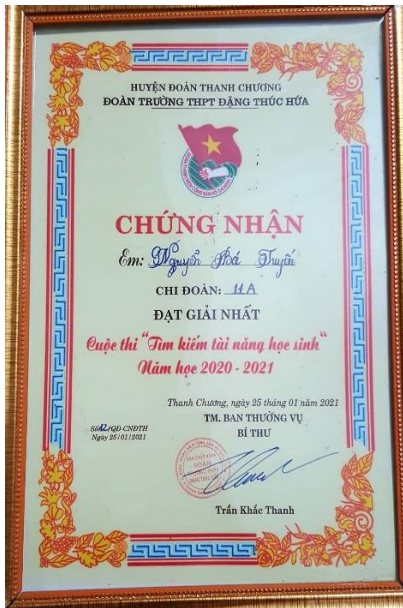 HUYỆN ĐOÀN THANH CHƯƠNG
ĐOÀN TRƯỜNG THPT ĐẶNG THÚC HỨA
CHỨNG NHẬN
Em: Nguyễn Bá Tuyến
CHI ĐOÀN: 11A
ĐẠT GIẢI NHẤT
Cuộc thi "Tìm kiếm tài năng học sinh"
Năm học 2020 - 2021
Thanh Chương, ngày 25 tháng 01 năm 2021
TM. BAN THƯỜNG VỤ
BÍ THƯ
Số /QĐ-CNĐTH
Ngày 25/01/2021
Trần Khắc Thanh